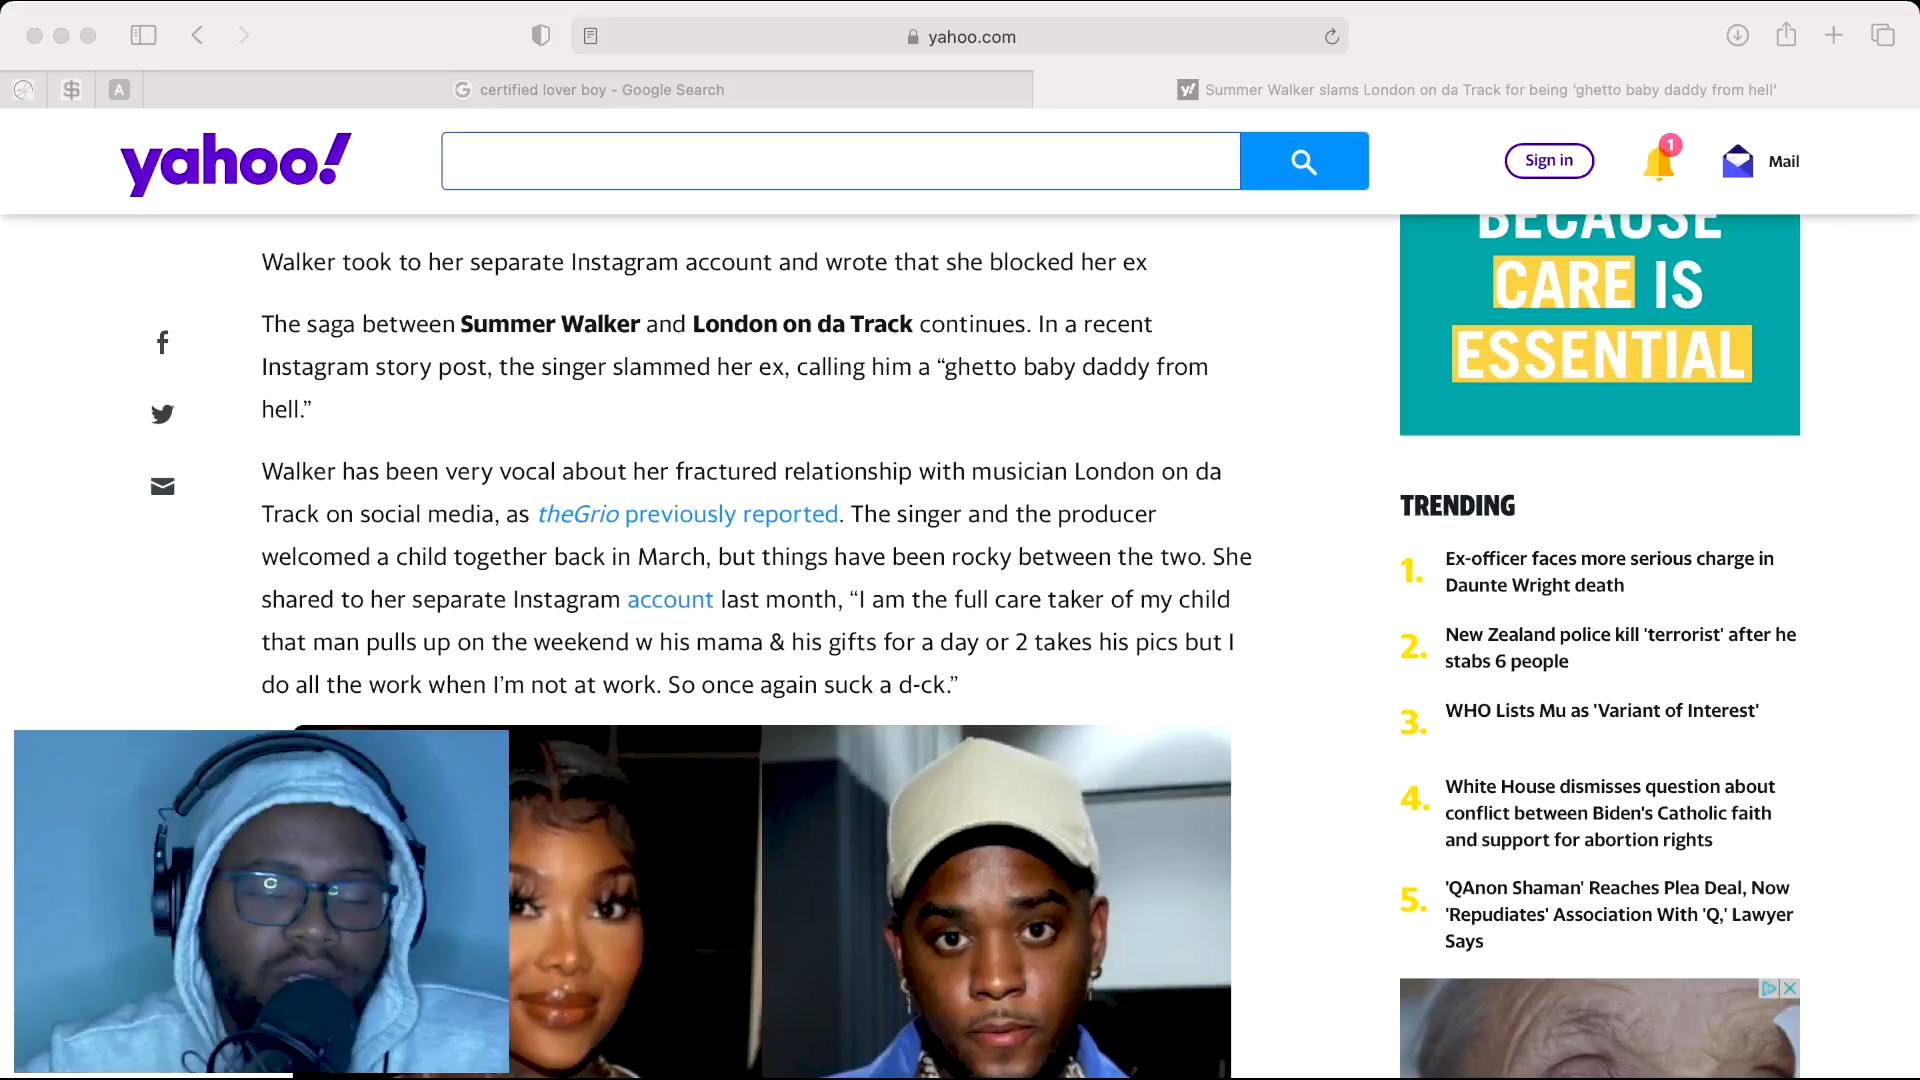 yahoo.com
certified lover boy - Google Search
Summer Walker slams London on da Track for being ‘ghetto baby daddy from hell’
A
yahoo!
Sign in
1
Mail
Walker took to her separate Instagram account and wrote that she blocked her ex
The saga between Summer Walker and London on da Track continues. In a recent
Instagram story post, the singer slammed her ex, calling him a “ghetto baby daddy from
hell.”
Walker has been very vocal about her fractured relationship with musician London on da
Track on social media, as theGrio previously reported. The singer and the producer
welcomed a child together back in March, but things have been rocky between the two. She
shared to her separate Instagram account last month, “I am the full care taker of my child
that man pulls up on the weekend w his mama & his gifts for a day or 2 takes his pics but I
do all the work when I’m not at work. So once again suck a d-ck.”
BECAUSE
CARE IS
ESSENTIAL
TRENDING
1. Ex-officer faces more serious charge in
Daunte Wright death
2. New Zealand police kill 'terrorist' after he
stabs 6 people
3. WHO Lists Mu as 'Variant of Interest'
4. White House dismisses question about
conflict between Biden's Catholic faith
and support for abortion rights
5. 'QAnon Shaman' Reaches Plea Deal, Now
'Repudiates' Association With 'Q,' Lawyer
Says